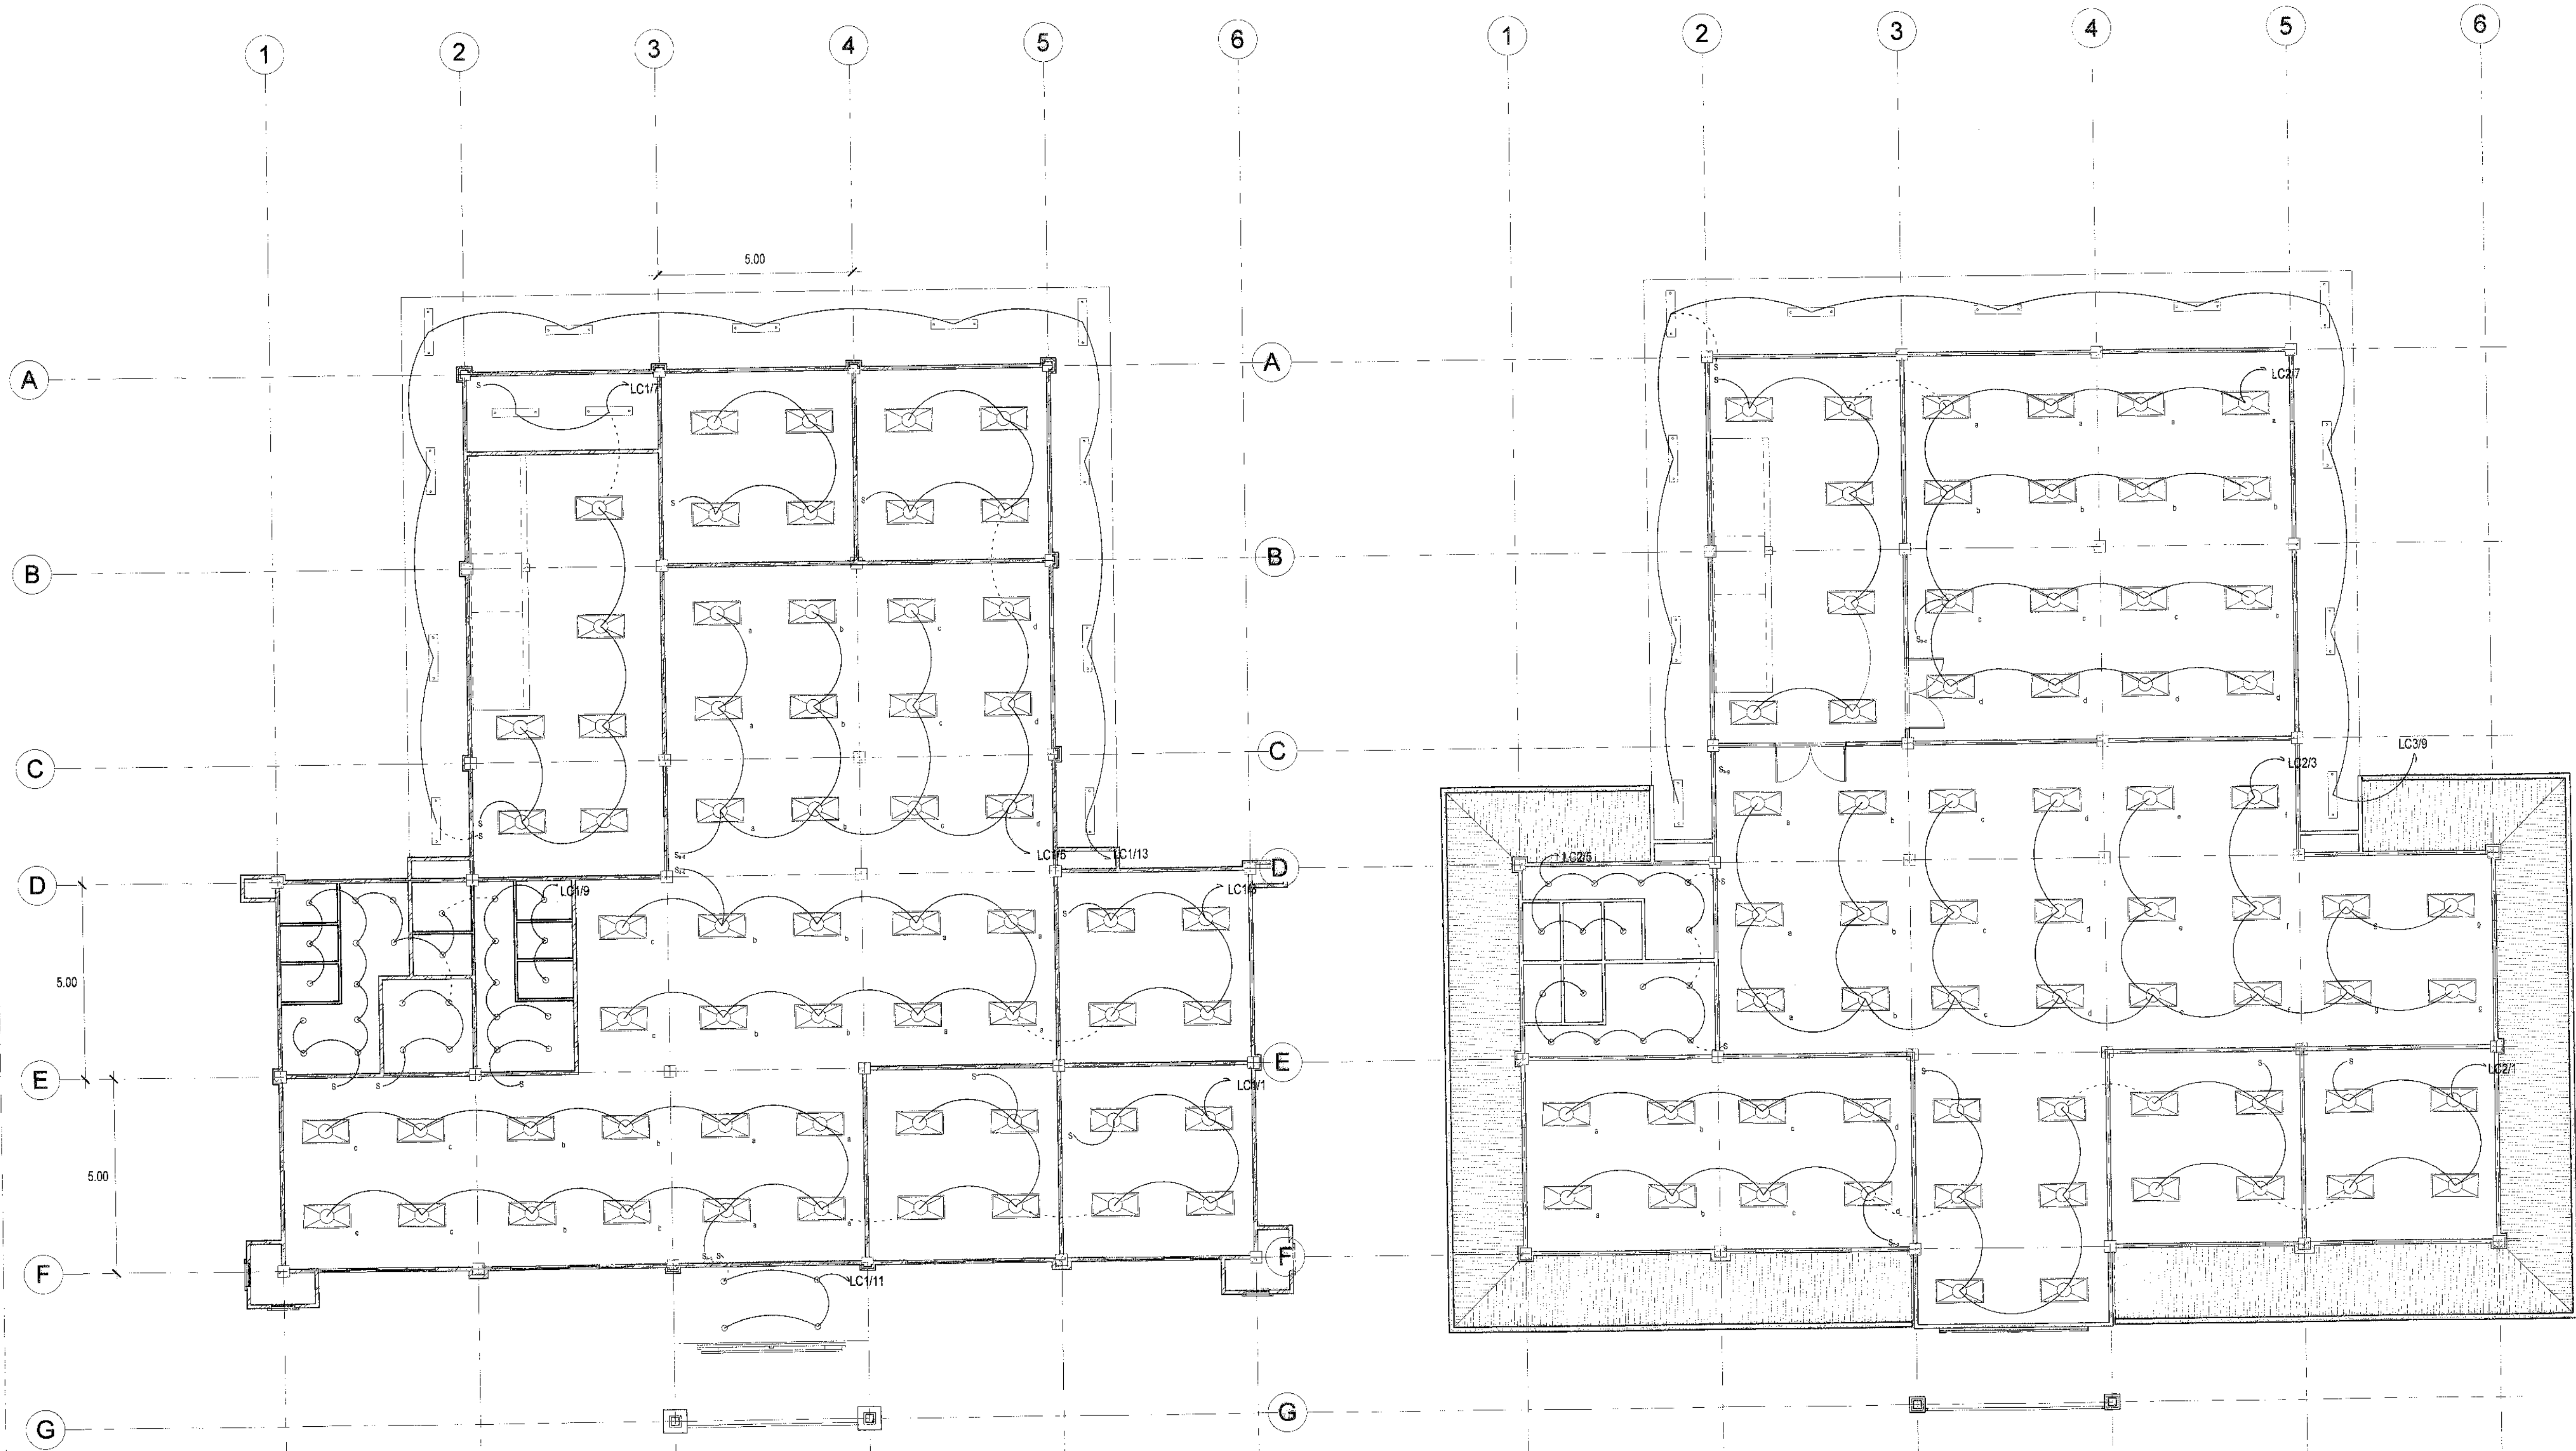 1 2 3 4 5 6
1 2 3 4 5 6
5.00
A
A
S
LC1/7
S
S
LC2/7
S
a a a a
S
S
b b b b
B
B
a b c d
c c c c
a b c d
d d d d
C
C
LC3/9
LC2/3
S
S
a b c d
a b c d e f
LC1/5
LC1/13
D
D
LC1/9
S
LC2/5
S
c b b a a
a b c d e f g g
5.00
c b b a a
a b c d e f g g
E
E
S
S
S
S
LC1/1
S
S
S
S
LC2/1
c c b b a a
S
a b c d
5.00
c c b b a a
a b c d
F
F
LC1/11
G
G